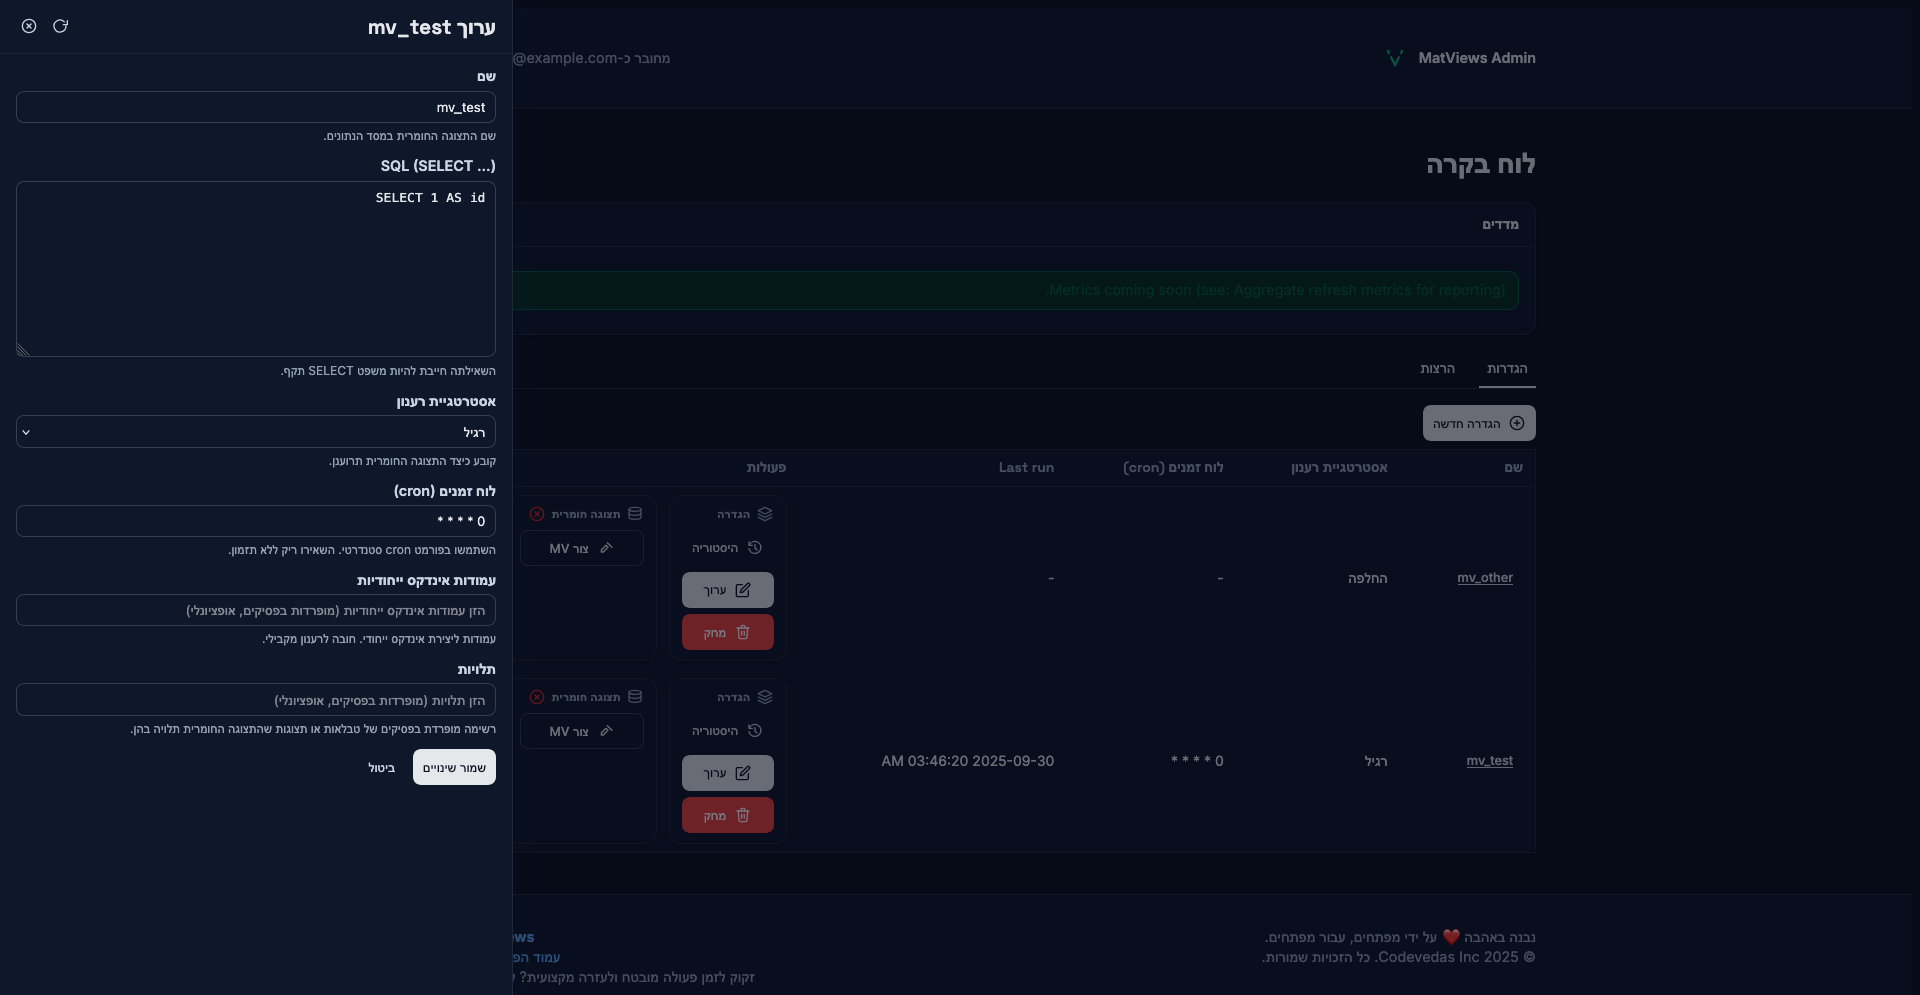 ערוך mv_test
שם
mv_test
שם התצוגה החומרית במסד הנתונים.
SQL (SELECT ...)
SELECT 1 AS id
השאילתה חייבת להיות משפט SELECT תקף.
אסטרטגיית רענון
רגיל
קובע כיצד התצוגה החומרית תרוענן.
לוח זמנים (cron)
0 * * * *
השתמשו בפורמט cron סטנדרטי. השאירו ריק ללא תזמון.
עמודות אינדקס ייחודיות
הזן עמודות אינדקס ייחודיות (מופרדות בפסיקים, אופציונלי)
עמודות ליצירת אינדקס ייחודי. חובה לרענון מקבילי.
תלויות
הזן תלויות (מופרדות בפסיקים, אופציונלי)
רשימה מופרדת בפסיקים של טבלאות או תצוגות שהתצוגה החומרית תלויה בהן.
שמור שינויים
ביטול
MatViews Admin
מחובר כ-@example.com
לוח בקרה
מדדים
Metrics coming soon (see: Aggregate refresh metrics for reporting).
הגדרות
הרצות
הגדרה חדשה
שם
אסטרטגיית רענון
לוח זמנים (cron)
Last run
פעולות
mv_other
החלפה
-
-
הגדרה
היסטוריה
ערוך
מחק
תצוגה חומרית
צור MV
mv_test
רגיל
0 * * * *
2025-09-30 03:46:20 AM
הגדרה
היסטוריה
ערוך
מחק
תצוגה חומרית
צור MV
נבנה באהבה ❤️ על ידי מפתחים, עבור מפתחים.
© 2025 Codevedas Inc. כל הזכויות שמורות.
עמוד
זקוק לזמן פעולה מובטח ולעזרה מקצועית?